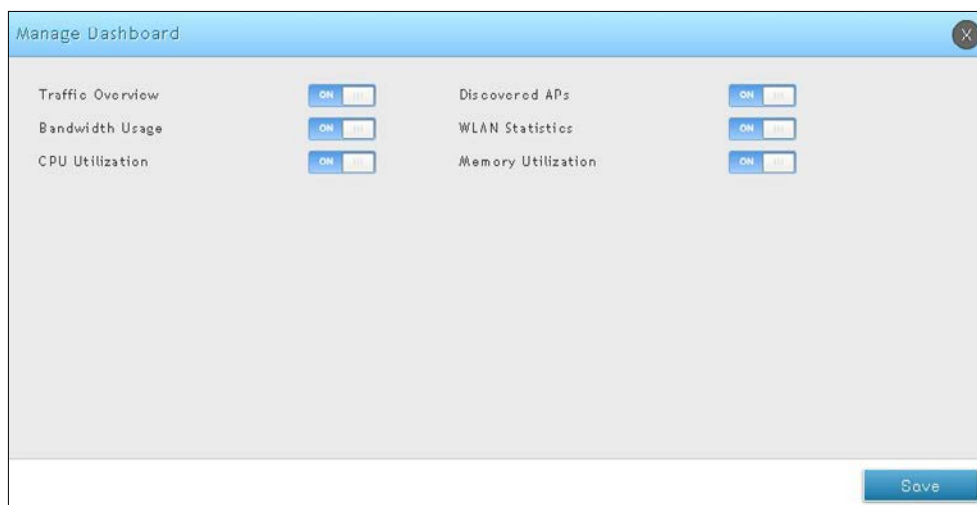 Manage Dashboard
X
Traffic Overview ON Discovered APs ON
Bandwidth Usage ON WLAN Statistics ON
CPU Utilization ON Memory Utilization ON
Save